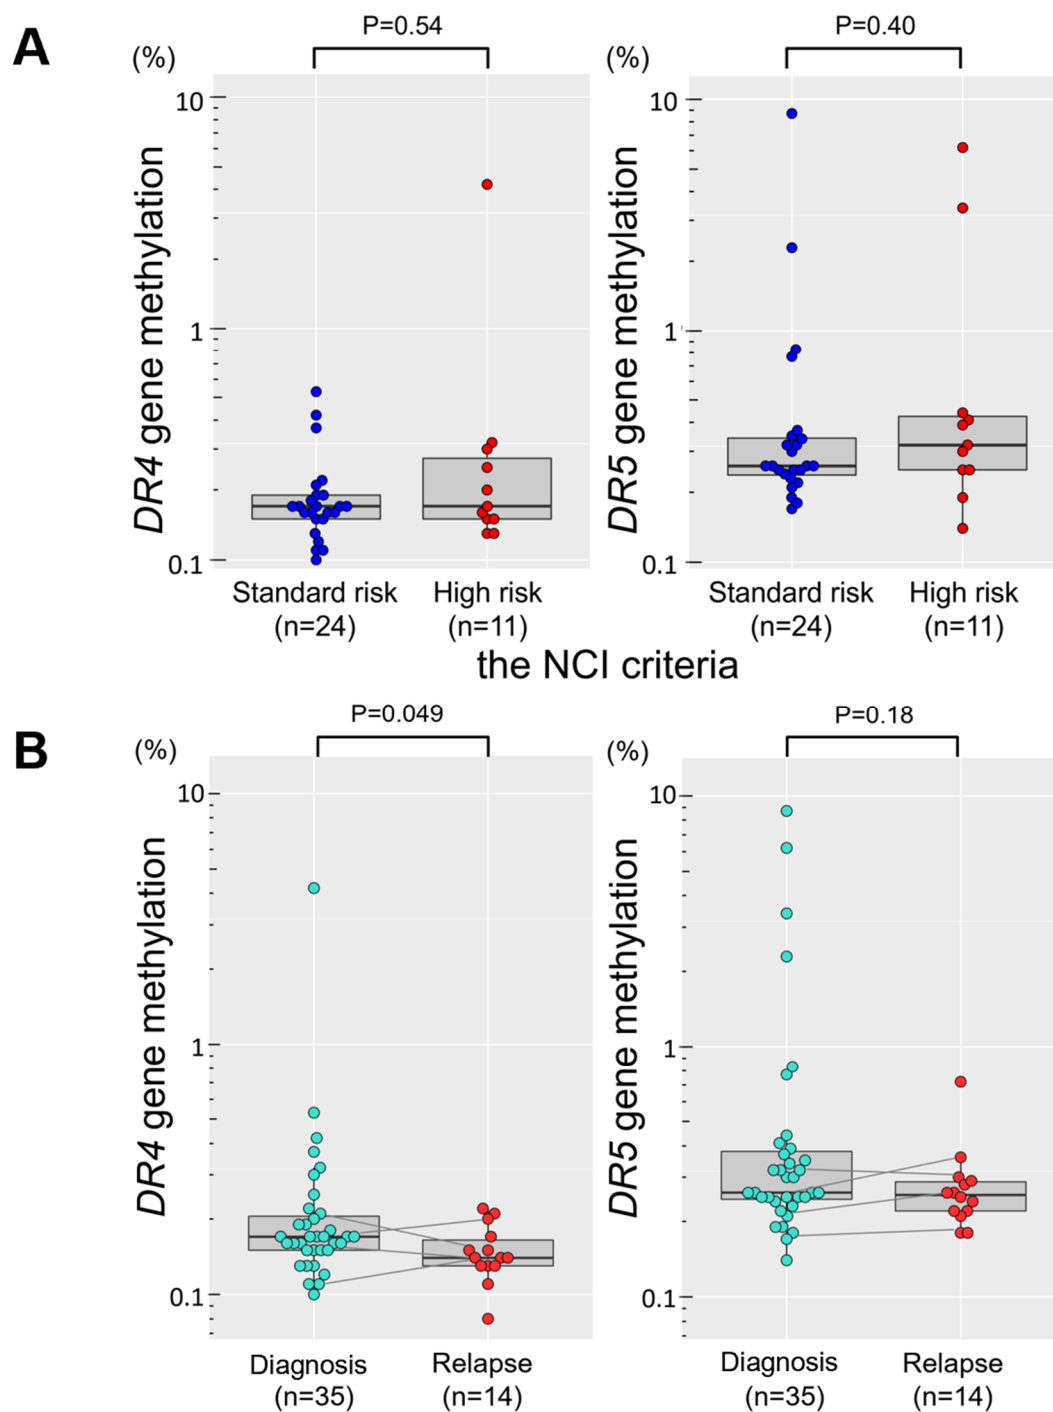 A
P=0.54
P=0.40
(%)
(%)
DR4 gene methylation
10
1
0.1
DR5 gene methylation
10
1
0.1
Standard risk
(n=24)
High risk
(n=11)
Standard risk
(n=24)
High risk
(n=11)
the NCI criteria
B
P=0.049
P=0.18
(%)
(%)
DR4 gene methylation
10
1
0.1
DR5 gene methylation
10
1
0.1
Diagnosis
(n=35)
Relapse
(n=14)
Diagnosis
(n=35)
Relapse
(n=14)